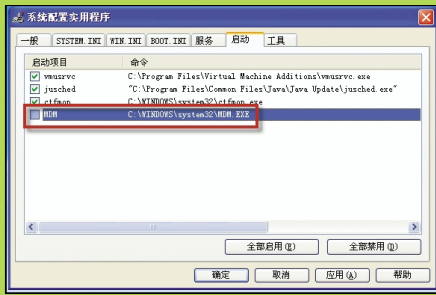 系统配置实用程序
一般 SYSTEM.INI WIN.INI BOOT.INI 服务 启动 工具
启动项目 命令
vmusrvc C:\Program Files\Virtual Machine Additions\vmusrvc.exe
jusched "C:\Program Files\Common Files\Java\Java Update\jusched.exe"
ctfmon C:\WINDOWS\system32\ctfmon.exe
MDM C:\WINDOWS\system32\MDM.EXE
全部启用(E) 全部禁用(D)
确定 取消 应用(A) 帮助